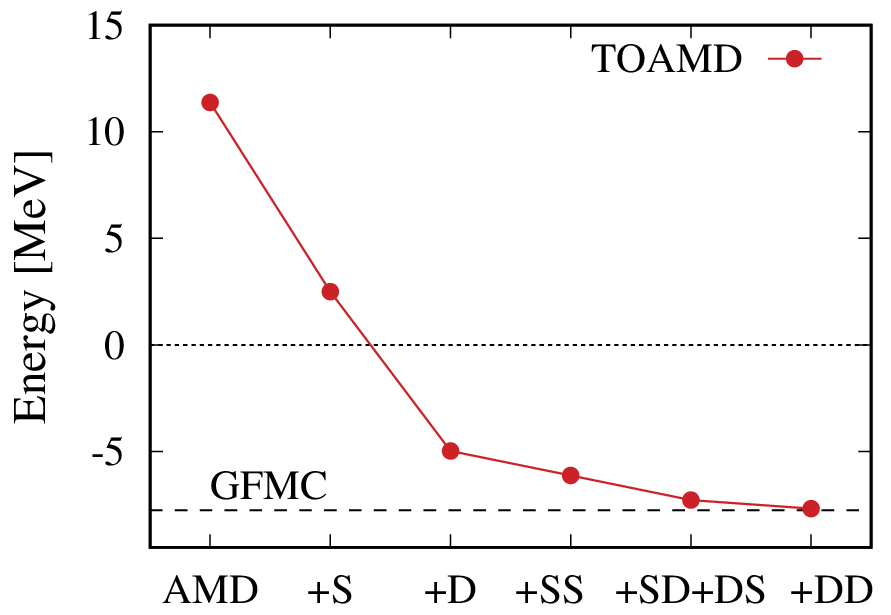 15
TOAMD
10
5
0
-5
GFMC
Energy [MeV]
AMD +S +D +SS +SD+DS +DD